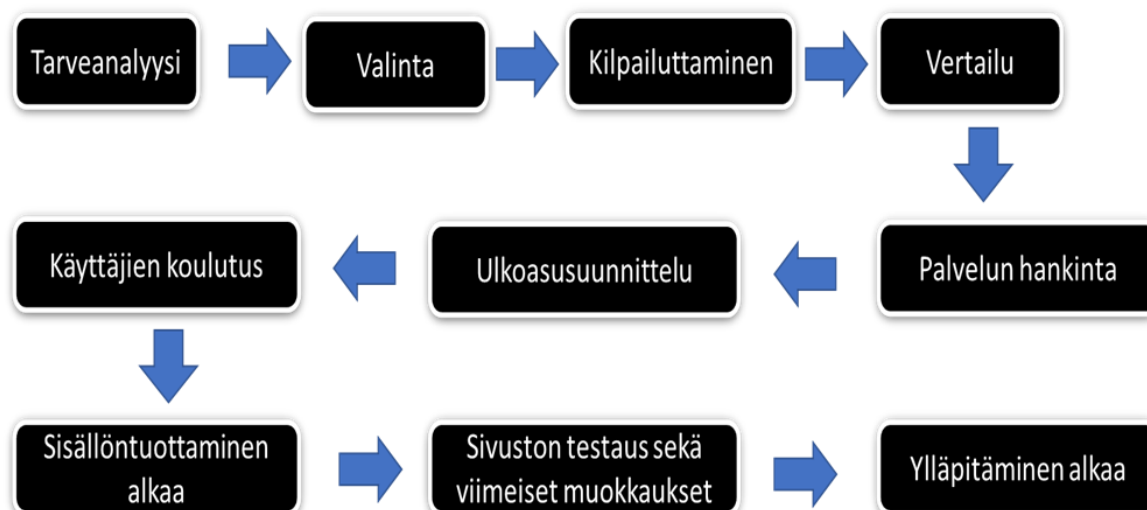 Tarveanalyysi
Valinta
Kilpailuttaminen
Vertailu
Palvelun hankinta
Ulkoasusuunnittelu
Käyttäjien koulutus
Sisällöntuottaminen
alkaa
Sivuston testaus sekä
viimeiset muokkaukset
Ylläpitäminen alkaa